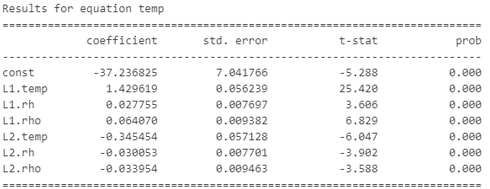 Results for equation temp
==================================================================
coefficient std. error t-stat prob
------------------------------------------------------------------
const -37.236825 7.041766 -5.288 0.000
L1.temp 1.429619 0.056239 25.420 0.000
L1.rh 0.027755 0.007697 3.606 0.000
L1.rho 0.064070 0.009382 6.829 0.000
L2.temp -0.345454 0.057128 -6.047 0.000
L2.rh -0.030053 0.007701 -3.902 0.000
L2.rho -0.033954 0.009463 -3.588 0.000
==================================================================